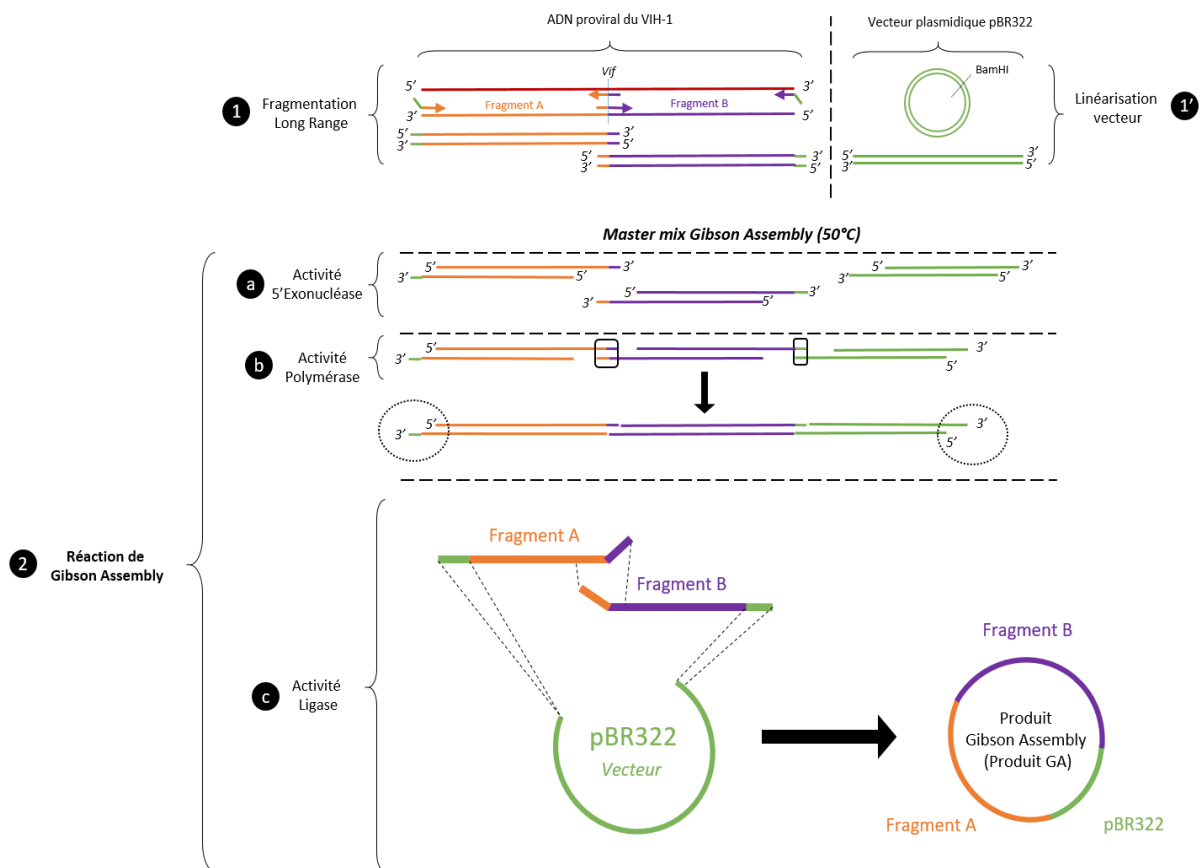 ADN proviral du VIH-1
Vecteur plasmidique pBR322
1
Fragmentation
Long Range
5’
3’
Vif
3’
5’
Fragment A
Fragment B
5’
3’
3’
5’
5’
3’
3’
5’
BamHI
5’
3’
3’
5’
Linéarisation
vecteur
1’
Master mix Gibson Assembly (50°C)
2
Réaction de
Gibson Assembly
a
Activité
5’Exonucléase
5’
3’
3’
5’
5’
3’
3’
5’
5’
3’
3’
5’
b
Activité
Polymérase
5’
3’
3’
5’
5’
3’
3’
5’
c
Activité
Ligase
Fragment A
Fragment B
pBR322
Vecteur
Fragment B
Produit
Gibson Assembly
(Produit GA)
Fragment A
pBR322